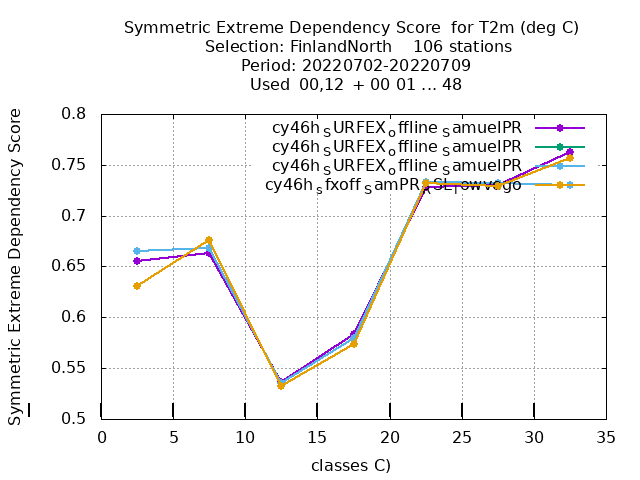 Symmetric Extreme Dependency Score for T2m (deg C)
Selection: FinlandNorth 106 stations
Period: 20220702-20220709
Used 00,12 + 00 01 ... 48
Symmetric Extreme Dependency Score
0.8
0.75
0.7
0.65
0.6
0.55
0.5
cy46h_SURFEX_offline_samuelPR
cy46h_SURFEX_offline_samuelPR
cy46h_SURFEX_offline_samuelPR
0 5 10 15 20 25 30 35
classes C)